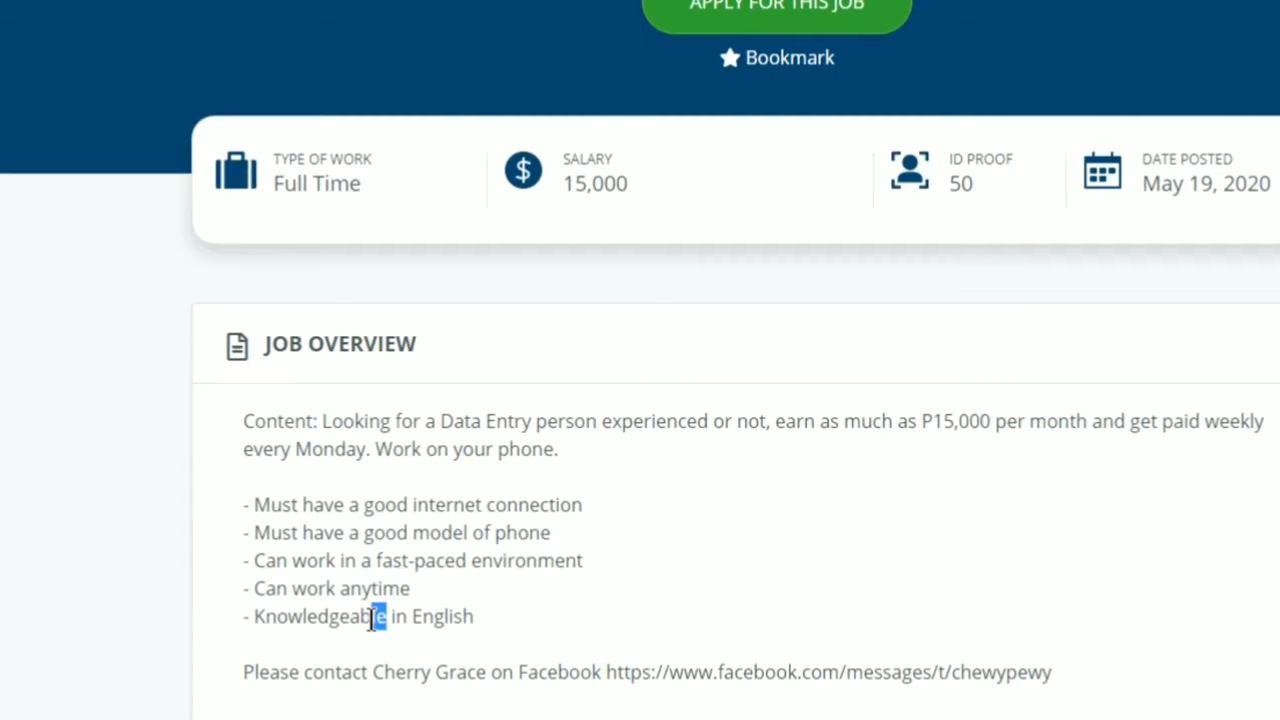 APPLY FOR THIS JOB
Bookmark
TYPE OF WORK
Full Time
SALARY
15,000
ID PROOF
50
DATE POSTED
May 19, 2020
JOB OVERVIEW
Content: Looking for a Data Entry person experienced or not, earn as much as P15,000 per month and get paid weekly
every Monday. Work on your phone.
- Must have a good internet connection
- Must have a good model of phone
- Can work in a fast-paced environment
- Can work anytime
- Knowledgeable in English
Please contact Cherry Grace on Facebook https://www.facebook.com/messages/t/chewypewy